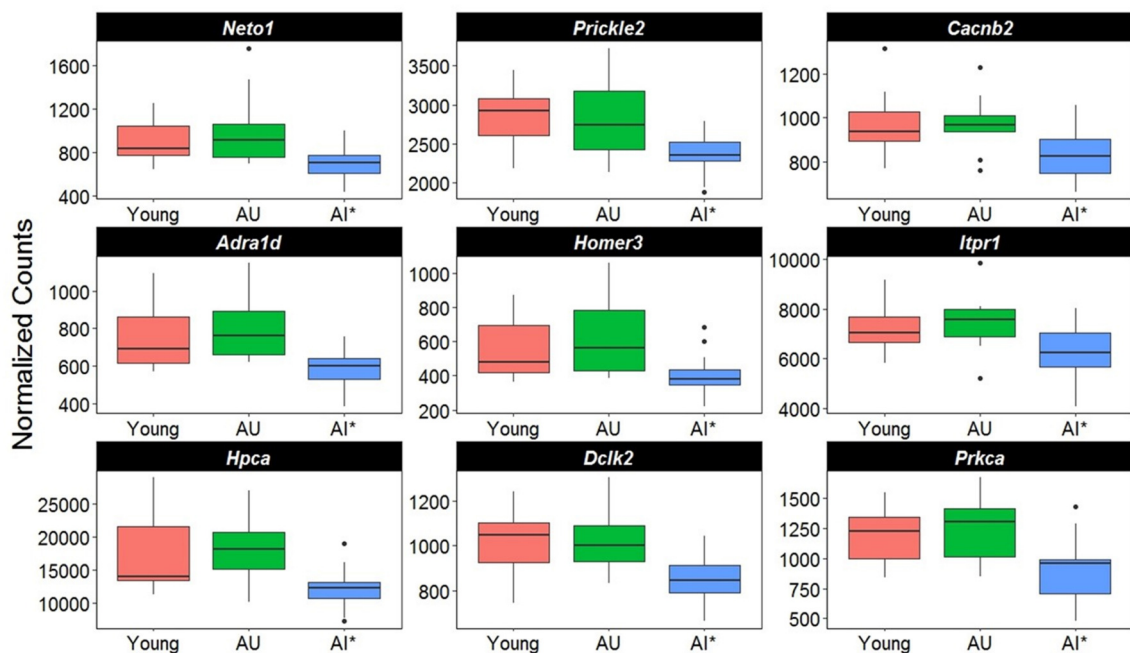 Normalized Counts
Neto1
1600
1200
800
400
Young AU AI*
Prickle2
3500
3000
2500
2000
Young AU AI*
Cacnb2
1200
1000
800
Young AU AI*
Adra1d
1000
800
600
400
Young AU AI*
Homer3
1000
800
600
400
200
Young AU AI*
Itpr1
10000
8000
6000
4000
Young AU AI*
Hpca
25000
20000
15000
10000
Young AU AI*
Dclk2
1200
1000
800
Young AU AI*
Prkca
1500
1250
1000
750
500
Young AU AI*